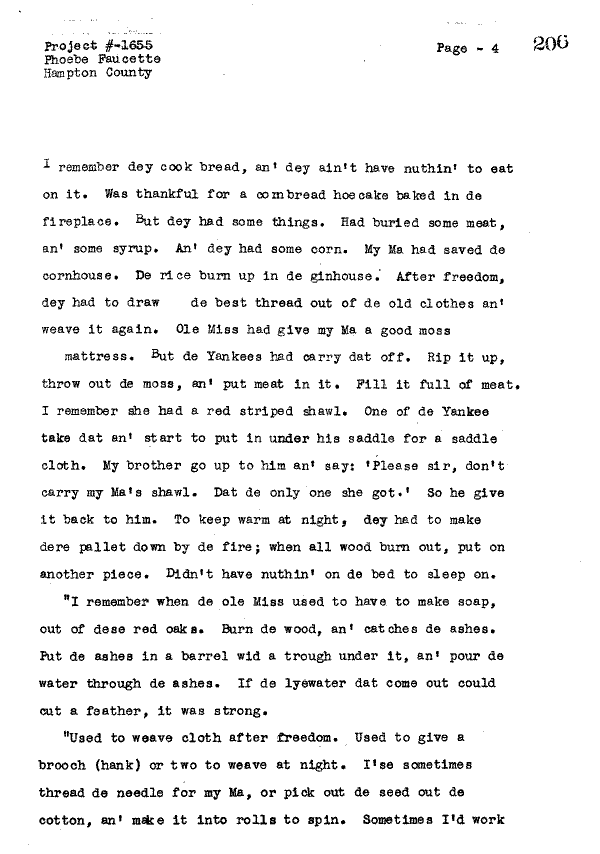 Project #-1655
Phoebe Faucette
Hampton County
Page - 4 206
I remember dey cook bread, an' dey ain't have nuthin' to eat
on it. Was thankful for a cornbread hoecake baked in de
fireplace. But dey had some things. Had buried some meat,
an' some syrup. An' dey had some corn. My Ma had saved de
cornhouse. De rice burn up in de ginhouse. After freedom,
dey had to draw de best thread out of de old clothes an'
weave it again. Ole Miss had give my Ma a good moss
mattress. But de Yankees had carry dat off. Rip it up,
throw out de moss, an' put meat in it. Fill it full of meat.
I remember she had a red striped shawl. One of de Yankee
take dat an' start to put in under his saddle for a saddle
cloth. My brother go up to him an' say: 'Please sir, don't
carry my Ma's shawl. Dat de only one she got.' So he give
it back to him. To keep warm at night, dey had to make
dere pallet down by de fire; when all wood burn out, put on
another piece. Didn't have nuthin' on de bed to sleep on.
"I remember when de ole Miss used to have to make soap,
out of dese red oaks. Burn de wood, an' catches de ashes.
Put de ashes in a barrel wid a trough under it, an' pour de
water through de ashes. If de lyewater dat come out could
cut a feather, it was strong.
"Used to weave cloth after freedom. Used to give a
brooch (hank) or two to weave at night. I'se sometimes
thread de needle for my Ma, or pick out de seed out de
cotton, an' make it into rolls to spin. Sometimes I'd work